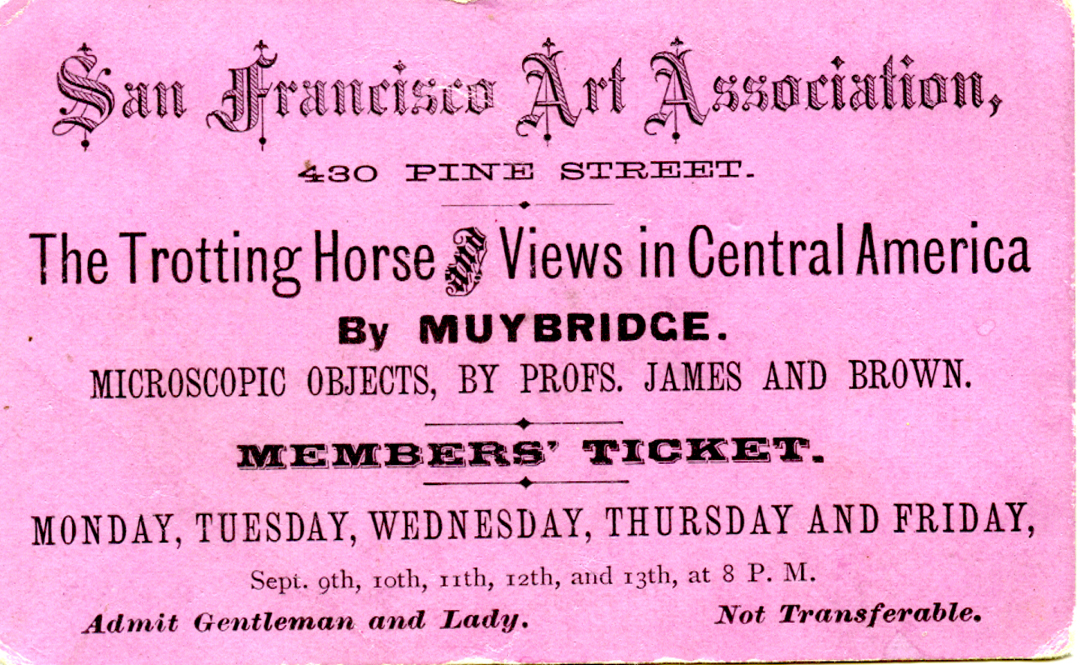 San Francisco Art Association,
430 PINE STREET.
The Trotting Horse and Views in Central America
By MUYBRIDGE.
MICROSCOPIC OBJECTS, BY PROFS. JAMES AND BROWN.
MEMBERS' TICKET.
MONDAY, TUESDAY, WEDNESDAY, THURSDAY AND FRIDAY,
Sept. 9th, 10th, 11th, 12th, and 13th, at 8 P. M.
Admit Gentleman and Lady. Not Transferable.